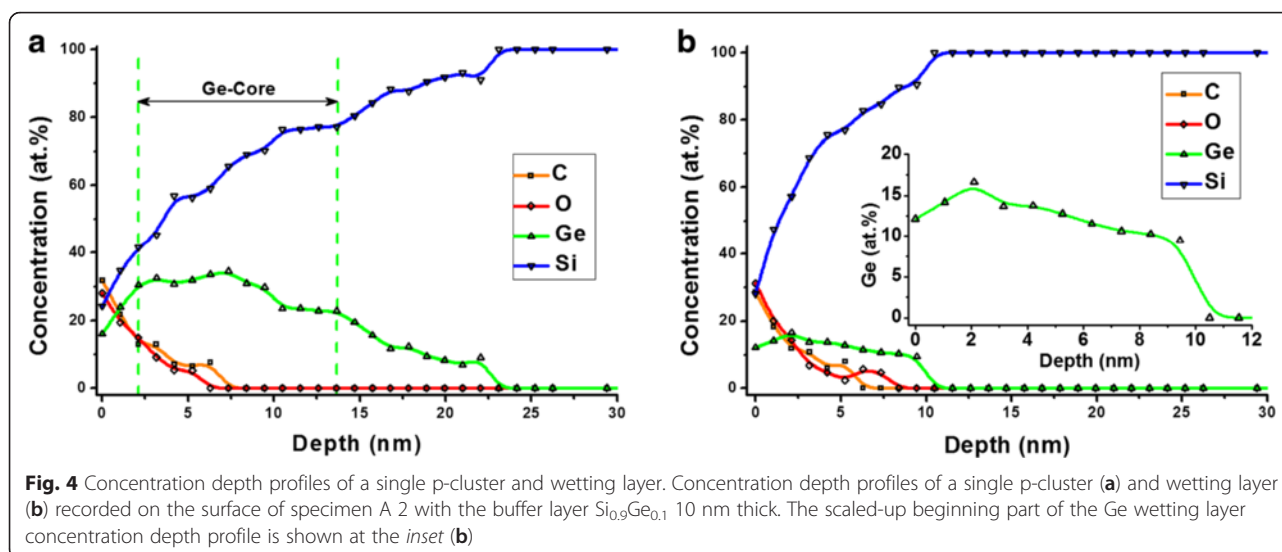 a
Concentration (at.%)
100
80
60
40
20
0
Ge-Core
C
O
Ge
Si
0 5 10 15 20 25 30
Depth (nm)
b
Concentration (at.%)
100
80
60
40
20
0
C
O
Ge
Si
Ge (at.%)
20
15
10
5
0
0 2 4 6 8 10 12
Depth (nm)
0 5 10 15 20 25 30
Depth (nm)
Fig. 4 Concentration depth profiles of a single p-cluster and wetting layer. Concentration depth profiles of a single p-cluster (a) and wetting layer
(b) recorded on the surface of specimen A 2 with the buffer layer Si0.9Ge0.1 10 nm thick. The scaled-up beginning part of the Ge wetting layer
concentration depth profile is shown at the inset (b)